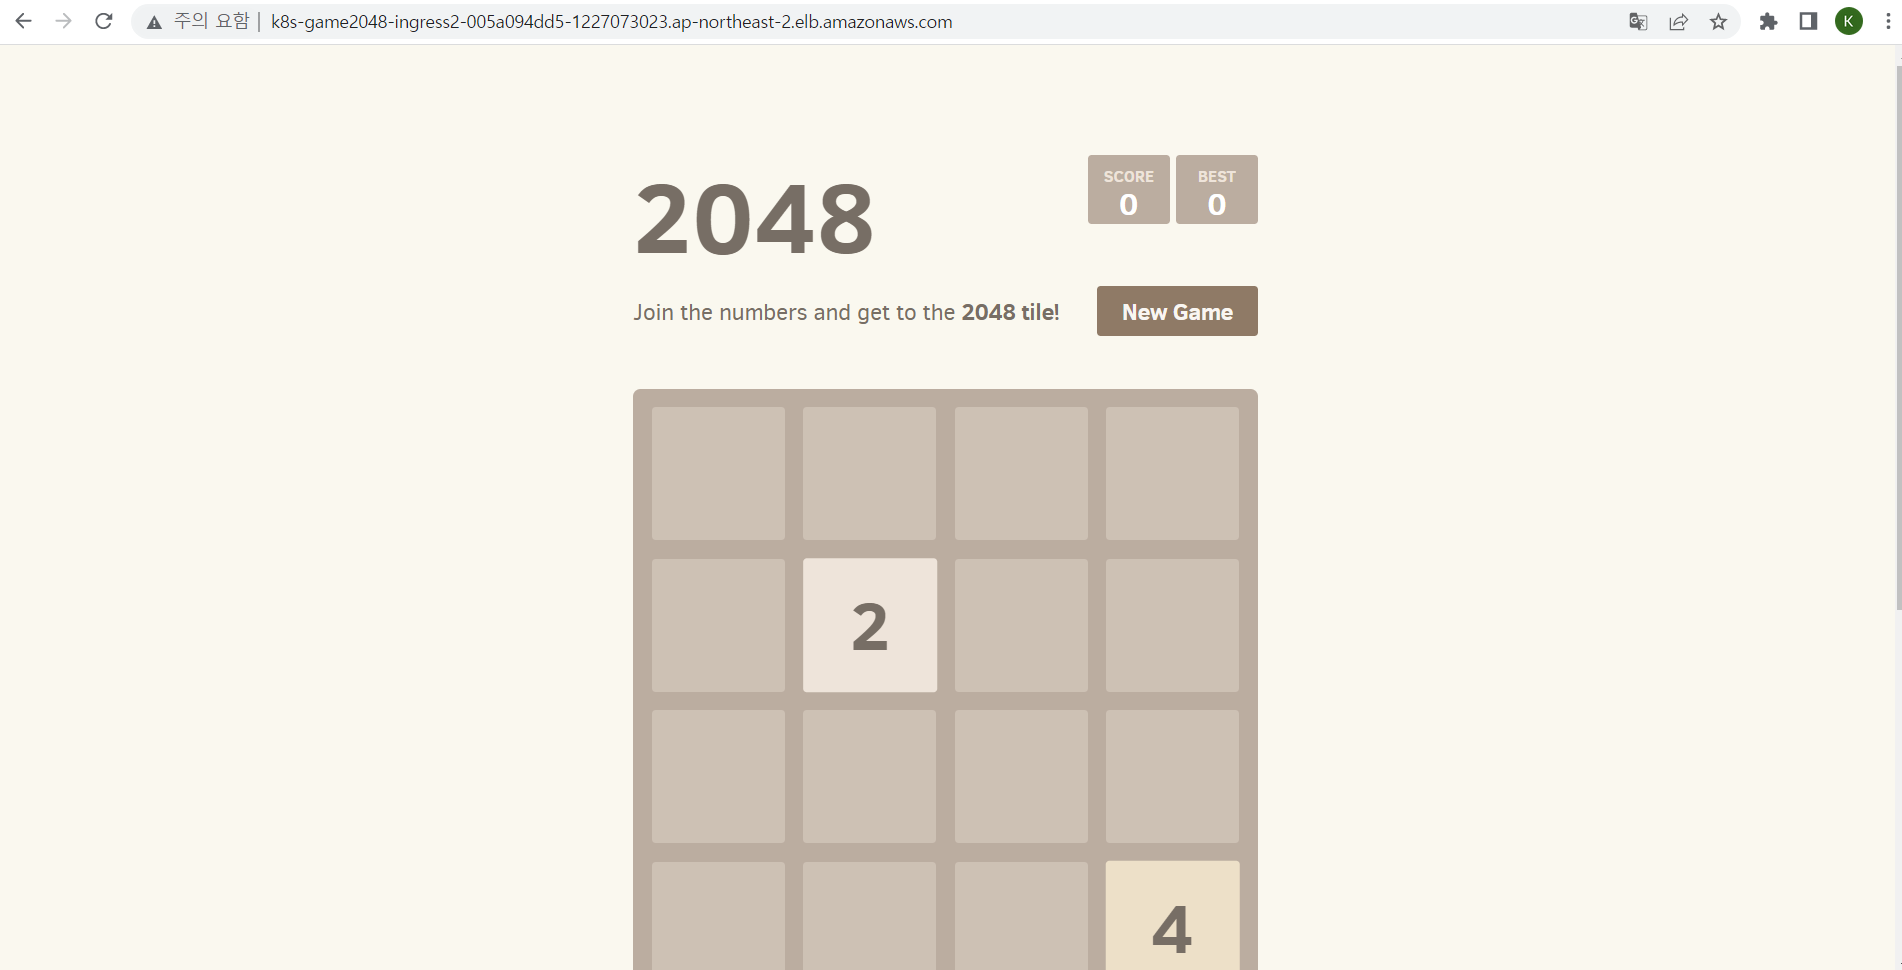 주의 요함 | k8s-game2048-ingress2-005a094dd5-1227073023.ap-northeast-2.elb.amazonaws.com
K
2048
SCORE
0
BEST
0
Join the numbers and get to the 2048 tile!
New Game
2
4